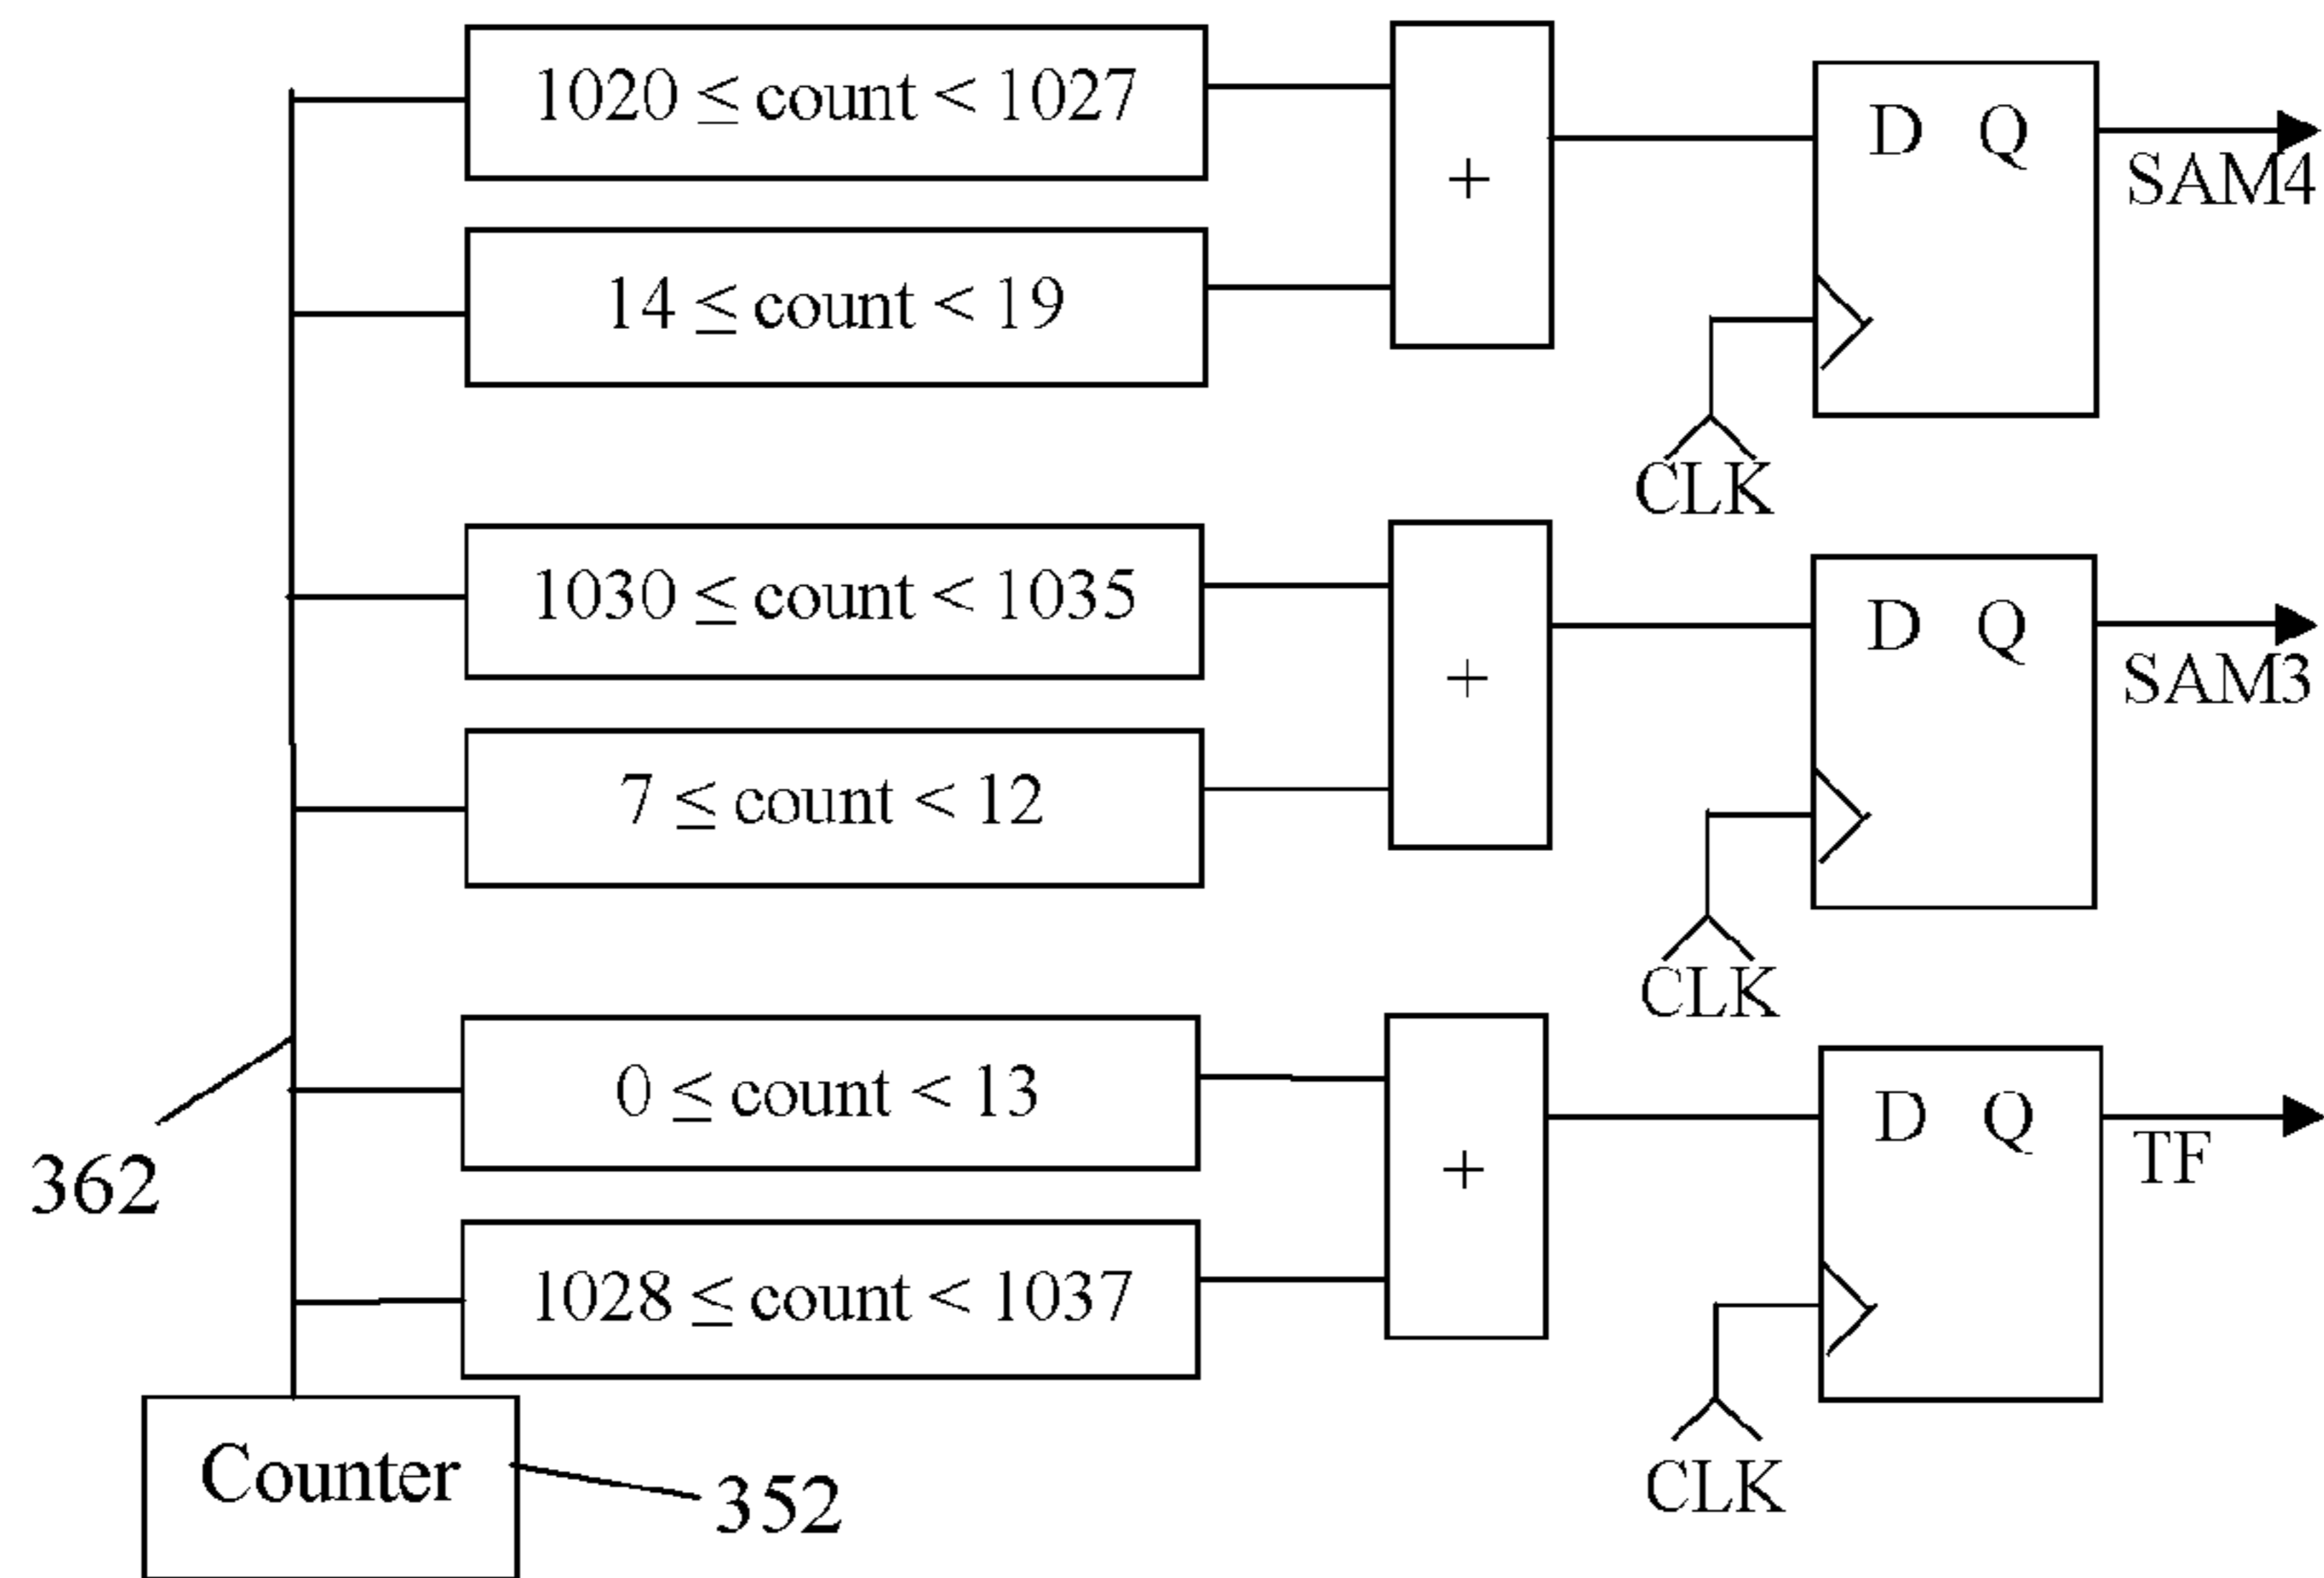 1020 ≤ count < 1027
+
D Q
SAM4
14 ≤ count < 19
CLK
1030 ≤ count < 1035
+
D Q
SAM3
7 ≤ count < 12
CLK
0 ≤ count < 13
+
D Q
TF
362
1028 ≤ count < 1037
CLK
Counter
352